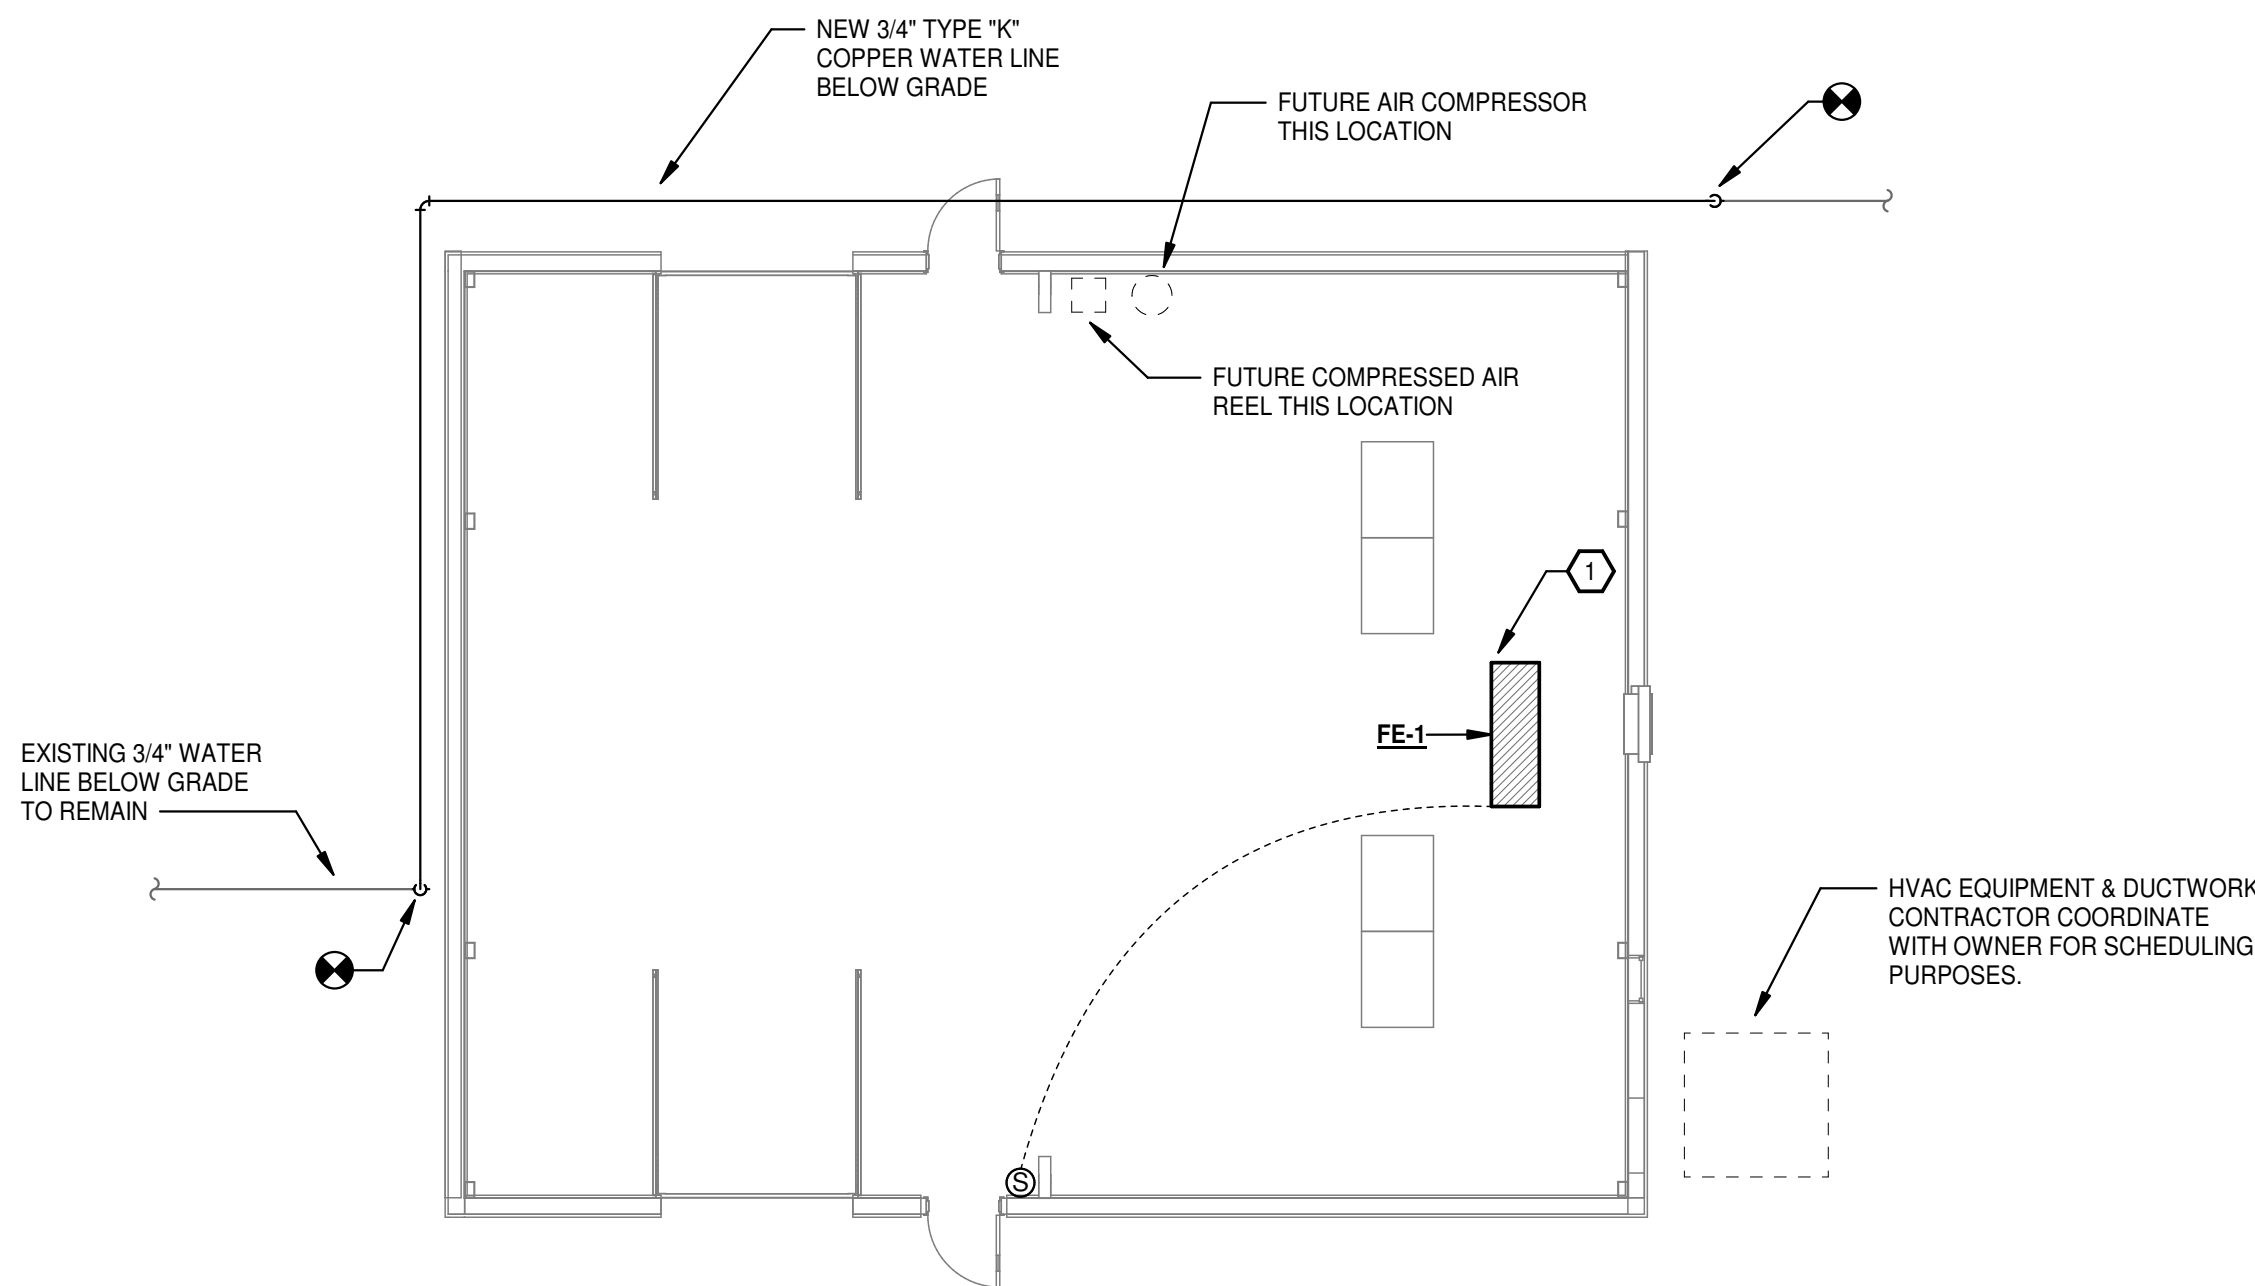 NEW 3/4" TYPE "K"
COPPER WATER LINE
BELOW GRADE
FUTURE AIR COMPRESSOR
THIS LOCATION
FUTURE COMPRESSED AIR
REEL THIS LOCATION
1
FE-1
EXISTING 3/4" WATER
LINE BELOW GRADE
TO REMAIN
HVAC EQUIPMENT & DUCTWORK
CONTRACTOR COORDINATE
WITH OWNER FOR SCHEDULING
PURPOSES.
S